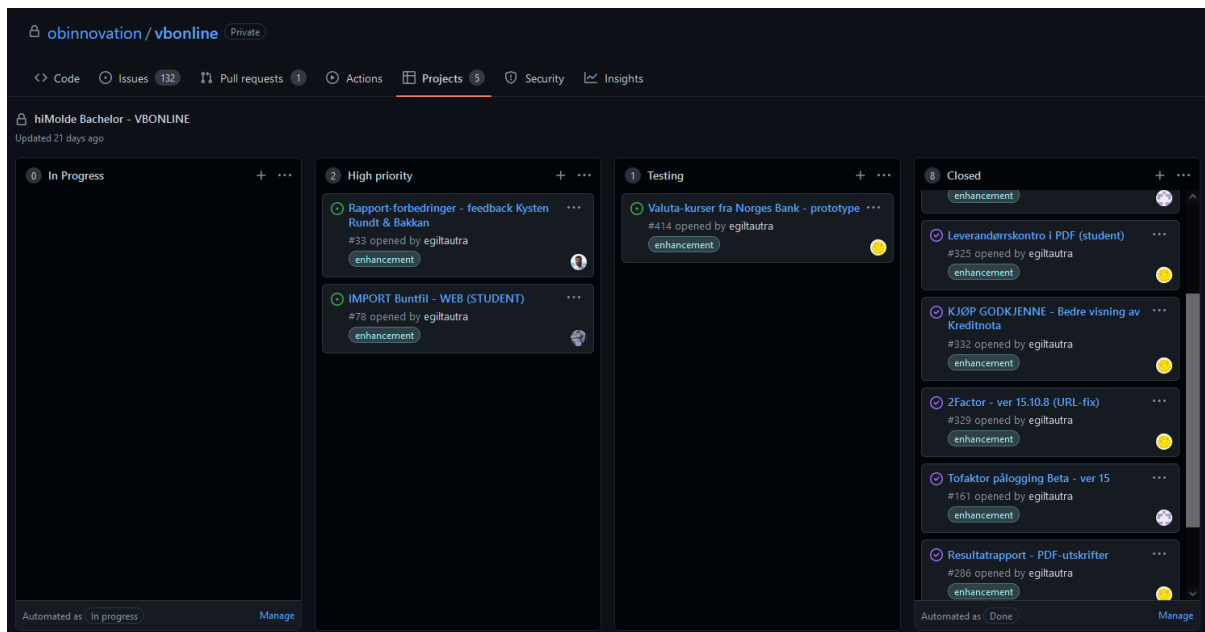 obinnovation / vbonline Private
Code Issues 132 Pull requests 1 Actions Projects 5 Security Insights
hiMolde Bachelor - VBONLINE
Updated 21 days ago
0 In Progress
Automated as In progress Manage
2 High priority
Rapport-forbedringer - feedback Kysten
Rundt & Bakkan
#33 opened by egiltautra
enhancement
IMPORT Buntfil - WEB (STUDENT)
#78 opened by egiltautra
enhancement
1 Testing
Valuta-kurser fra Norges Bank - prototype
#414 opened by egiltautra
enhancement
8 Closed
enhancement
Leverandørrskontro i PDF (student)
#325 opened by egiltautra
enhancement
KJØP GODKJENNE - Bedre visning av
Kreditnota
#332 opened by egiltautra
enhancement
2Factor - ver 15.10.8 (URL-fix)
#329 opened by egiltautra
enhancement
Tofaktor pålogging Beta - ver 15
#161 opened by egiltautra
enhancement
Resultatrapport - PDF-utskrifter
#286 opened by egiltautra
enhancement
Automated as Done Manage